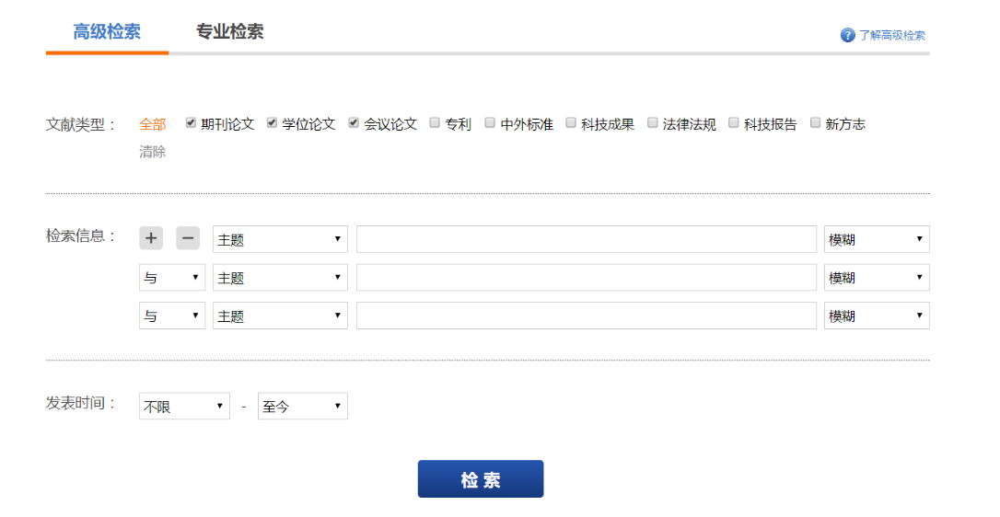 高级检索 专业检索 ? 了解高级检索
文献类型： 全部 期刊论文 学位论文 会议论文 专利 中外标准 科技成果 法律法规 科技报告 新方志
清除
检索信息： + − 主题 模糊
与 主题 模糊
与 主题 模糊
发表时间： 不限 - 至今
检 索